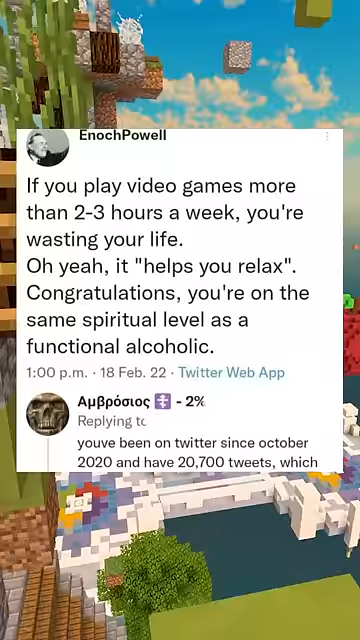 EnochPowell
If you play video games more
than 2-3 hours a week, you're
wasting your life.
Oh yeah, it "helps you relax".
Congratulations, you're on the
same spiritual level as a
functional alcoholic.
1:00 p.m. · 18 Feb. 22 · Twitter Web App
Αμβρόσιος ☦ - 2%
Replying to
youve been on twitter since october
2020 and have 20,700 tweets, which